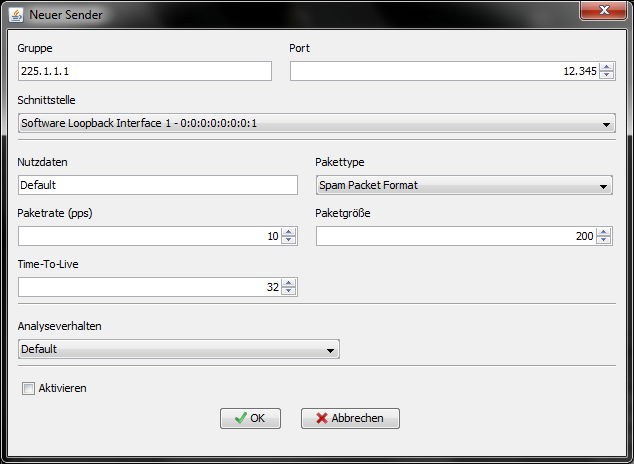 Neuer Sender
Gruppe Port
225.1.1.1 12.345
Schnittstelle
Software Loopback Interface 1 - 0:0:0:0:0:0:0:1
Nutzdaten Pakettype
Default Spam Packet Format
Paketrate (pps) Paketgröße
10 200
Time-To-Live
32
Analyseverhalten
Default
Aktivieren
OK Abbrechen